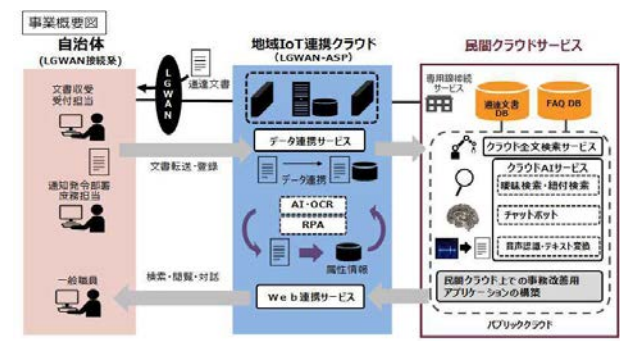 事業概要図
自治体
(LGWAN接続系)
文書収受
受付担当
通知発令部署
庶務担当
一般職員
LGWAN
通達文書
文書転送・登録
検索・閲覧・対話
地域IoT連携クラウド
(LGWAN-ASP)
データ連携サービス
データ連携
AI・OCR
RPA
属性情報
Web連携サービス
民間クラウドサービス
専用線接続
サービス
通達文書
DB
FAQ DB
クラウド全文検索サービス
クラウドAIサービス
曖昧検索・紐付検索
チャットボット
音声認識・テキスト変換
民間クラウド上での事務改善用
アプリケーションの構築
パブリッククラウド